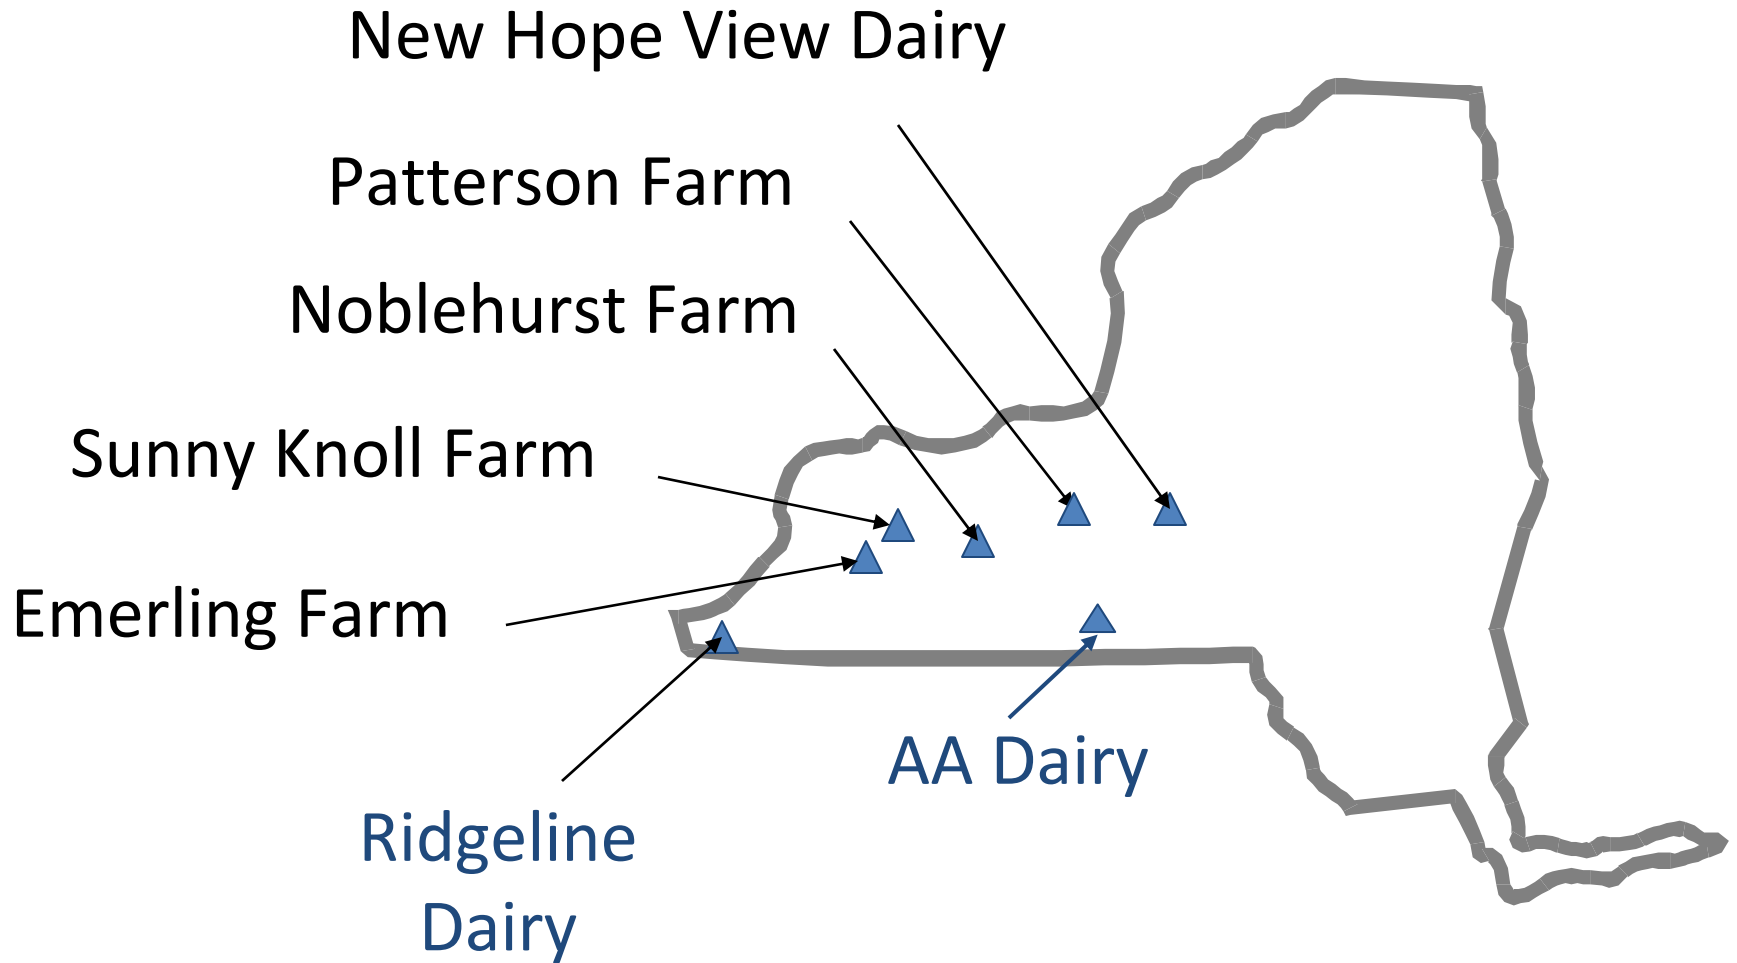 New Hope View Dairy
Patterson Farm
Noblehurst Farm
Sunny Knoll Farm
Emerling Farm
AA Dairy
Ridgeline
Dairy